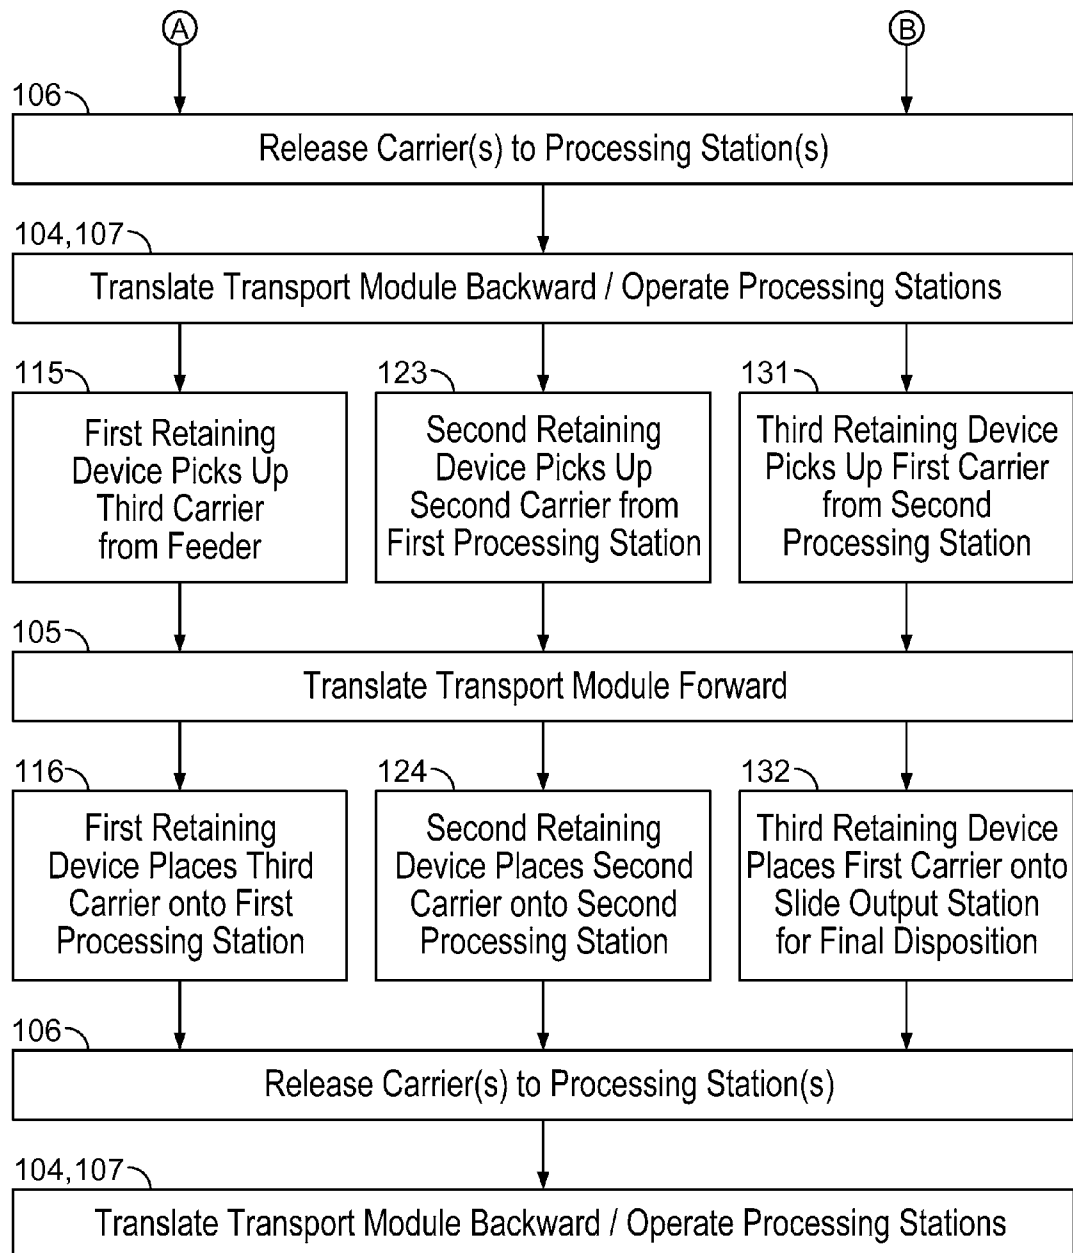 A
B
106
Release Carrier(s) to Processing Station(s)
104,107
Translate Transport Module Backward / Operate Processing Stations
115
First Retaining
Device Picks Up
Third Carrier
from Feeder
123
Second Retaining
Device Picks Up
Second Carrier from
First Processing Station
131
Third Retaining Device
Picks Up First Carrier
from Second
Processing Station
105
Translate Transport Module Forward
116
First Retaining
Device Places Third
Carrier onto First
Processing Station
124
Second Retaining
Device Places Second
Carrier onto Second
Processing Station
132
Third Retaining Device
Places First Carrier onto
Slide Output Station
for Final Disposition
106
Release Carrier(s) to Processing Station(s)
104,107
Translate Transport Module Backward / Operate Processing Stations